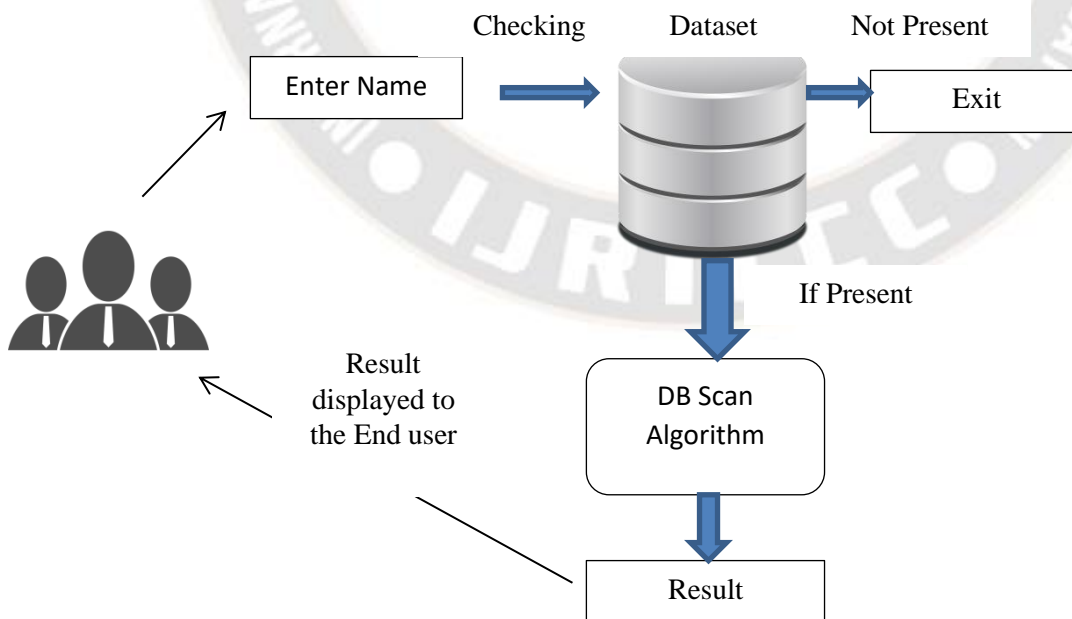 Checking Dataset Not Present
Enter Name
Exit
If Present
Result
displayed to
the End user
DB Scan
Algorithm
Result